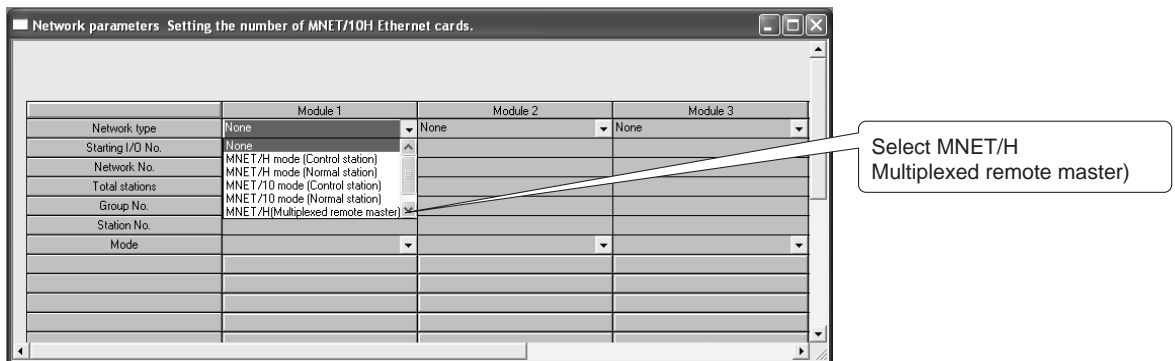 Network parameters Setting the number of MNET/10H Ethernet cards.
Module 1 Module 2 Module 3
Network type None None None
Starting I/O No. None
MNET/H mode (Control station)
Network No. MNET/H mode (Normal station)
Total stations MNET/10 mode (Control station)
MNET/10 mode (Normal station)
Group No. MNET/H(Multiplexed remote master)
Station No.
Mode
Select MNET/H
Multiplexed remote master)